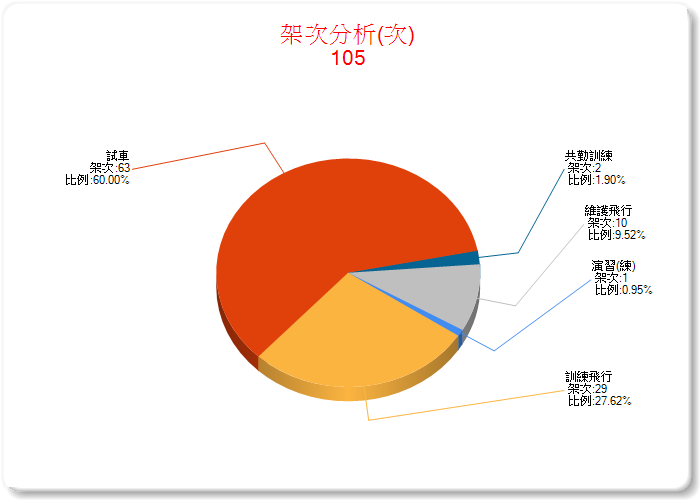 架次分析(次)
105
試車
架次:63
比例:60.00%
共勤訓練
架次:2
比例:1.90%
維護飛行
架次:10
比例:9.52%
演習(練)
架次:1
比例:0.95%
訓練飛行
架次:29
比例:27.62%